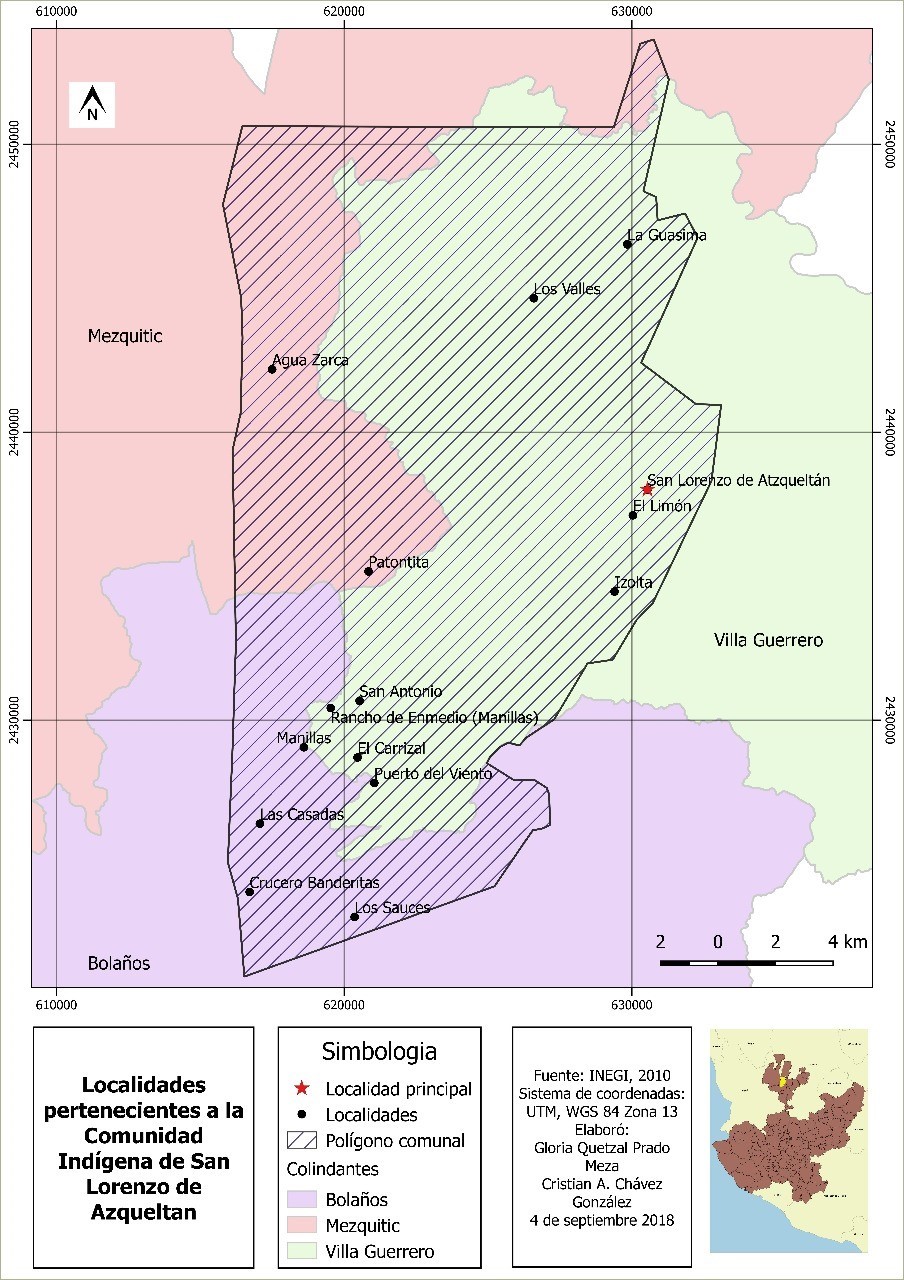 610000
620000
630000
N
2450000
2450000
La Guasima
Los Valles
Mezquitic
Agua Zarca
2440000
2440000
San Lorenzo de Atzqueltán
El Limón
Patontita
Izolta
Villa Guerrero
San Antonio
Rancho de Enmedio (Manillas)
2430000
2430000
Manillas
El Carrizal
Puerto del Viento
Las Casadas
Crucero Banderitas
Los Sauces
Bolaños
2 0 2 4 km
610000
620000
630000
Localidades
pertenecientes a la
Comunidad
Indígena de San
Lorenzo de
Azqueltan
Simbologia
Localidad principal
Localidades
Polígono comunal
Colindantes
Bolaños
Mezquitic
Villa Guerrero
Fuente: INEGI, 2010
Sistema de coordenadas:
UTM, WGS 84 Zona 13
Elaboró:
Gloria Quetzal Prado
Meza
Cristian A. Chávez
González
4 de septiembre 2018